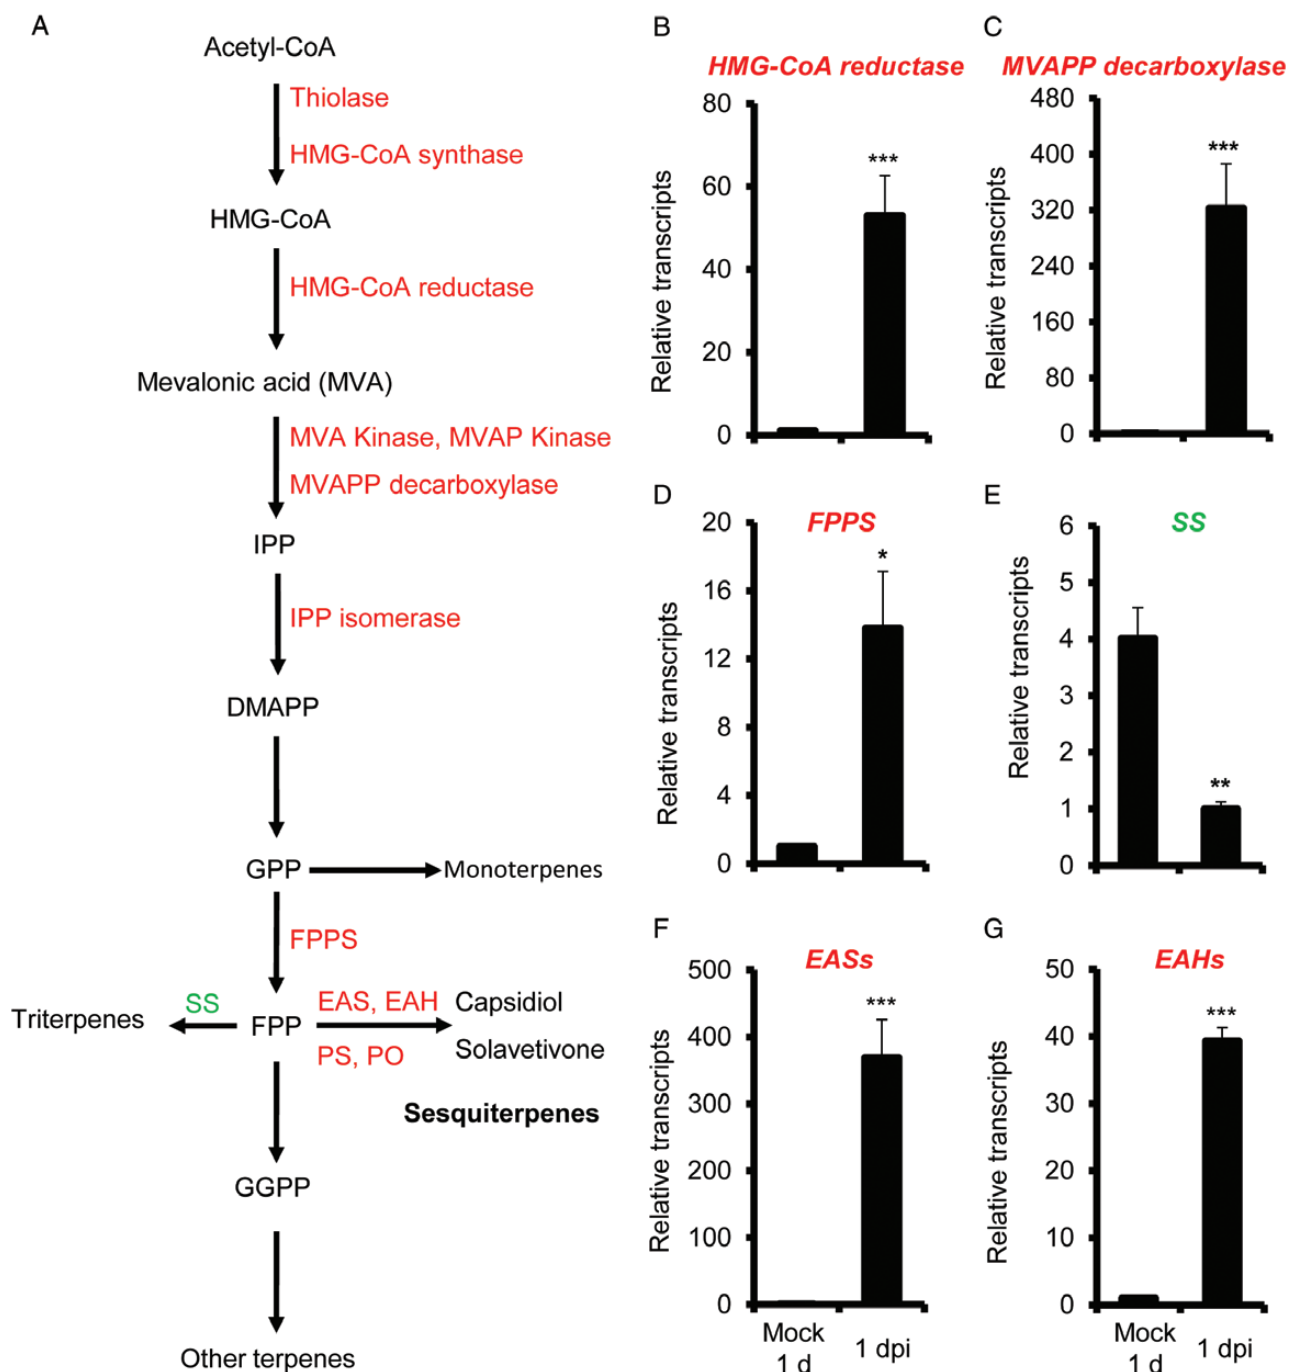 A
Acetyl-CoA
Thiolase
HMG-CoA synthase
HMG-CoA
HMG-CoA reductase
Mevalonic acid (MVA)
MVA Kinase, MVAP Kinase
MVAPP decarboxylase
IPP
IPP isomerase
DMAPP
GPP
Monoterpenes
FPPS
Triterpenes
SS
FPP
EAS, EAH
Capsidiol
PS, PO
Solavetivone
Sesquiterpenes
GGPP
Other terpenes
B
HMG-CoA reductase
Relative transcripts
80
60
40
20
0
***
C
MVAPP decarboxylase
Relative transcripts
480
400
320
240
160
80
0
***
D
FPPS
Relative transcripts
20
16
12
8
4
0
*
E
SS
Relative transcripts
6
5
4
3
2
1
0
**
F
EASs
Relative transcripts
500
400
300
200
100
0
***
Mock
1 d
1 dpi
G
EAHs
Relative transcripts
50
40
30
20
10
0
***
Mock
1 d
1 dpi